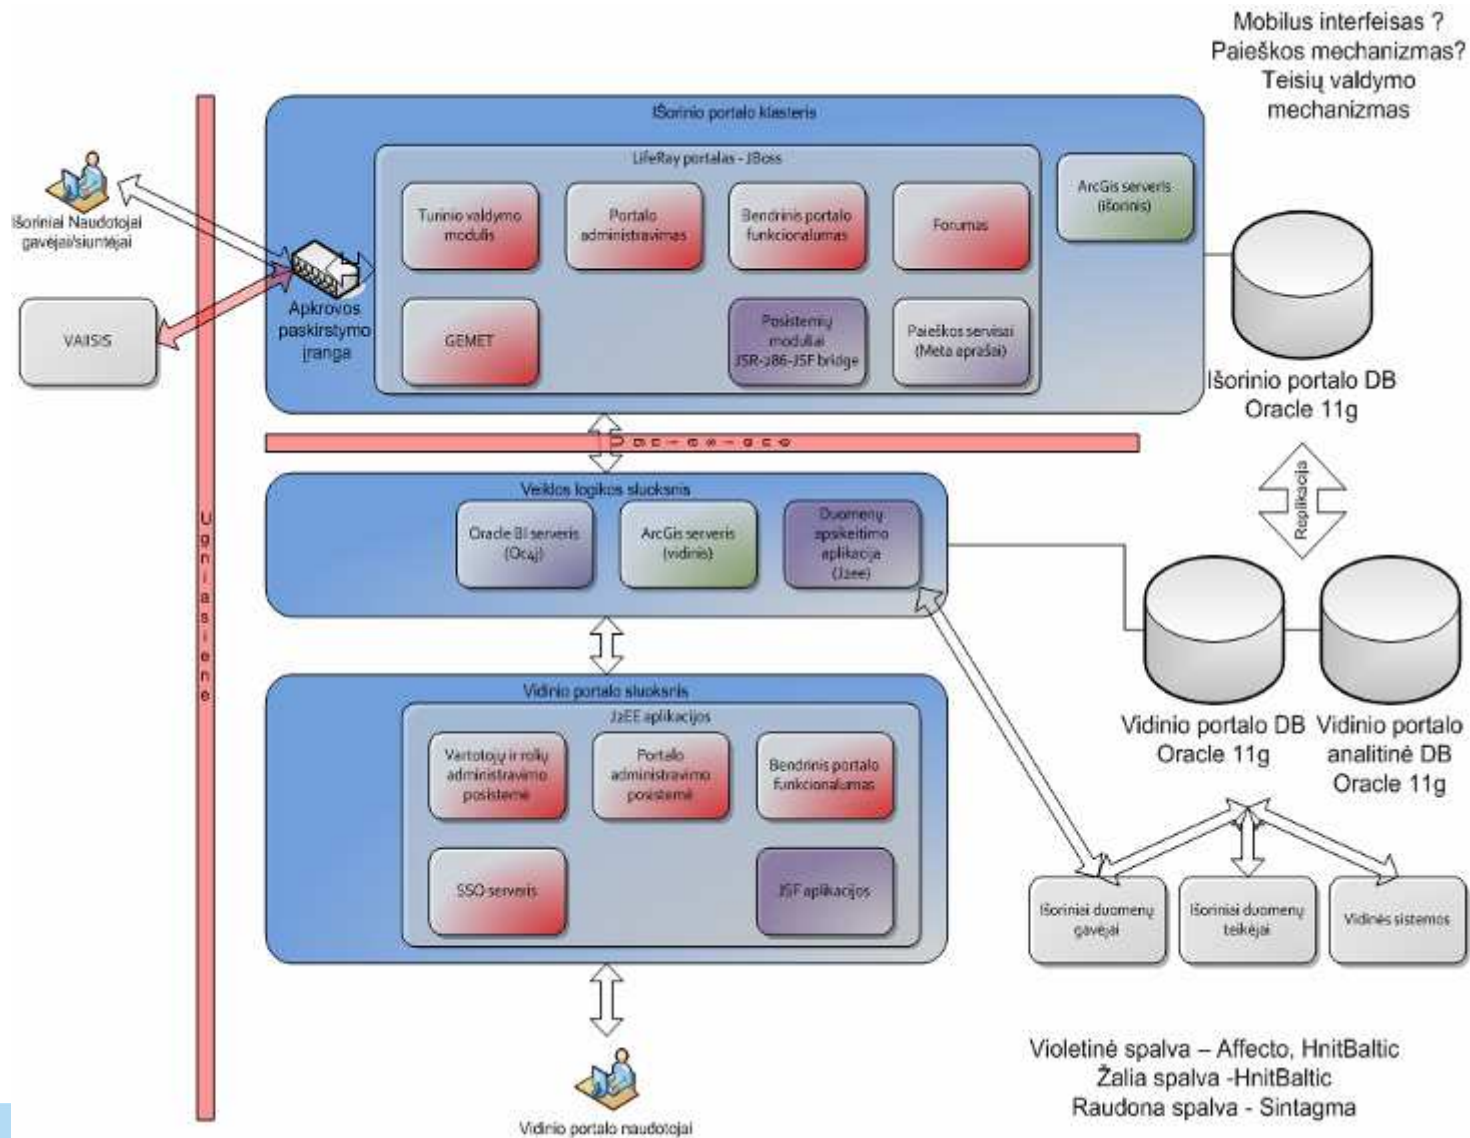 Mobilus interfeisas ?
Paieškos mechanizmas?
Teisių valdymo
mechanizmas
Išorinio portalo klasteris
LifeRay portalas - JBoss
Turinio valdymo
modulis
Portalo
administravimas
Bendrinis portalo
funkcionalumas
Forumas
ArcGis serveris
(išorinis)
Išoriniai Naudotojai
gavėjai/siuntėjai
Apkrovos
paskirstymo
įranga
VAIISIS
GEMET
Posistemių
moduliai
JSR-286-JSF bridge
Paieškos servisai
(Meta aprašai)
Išorinio portalo DB
Oracle 11g
Ugniasienė
Replikacija
Veiklos logikos sluoksnis
Oracle BI serveris
(Oc4j)
ArcGis serveris
(vidinis)
Duomenų
apsikeitimo
aplikacija
(J2ee)
Ugniasienė
Vidinio portalo sluoksnis
J2EE aplikacijos
Vartotojų ir rolių
administravimo
posistemė
Portalo
administravimo
posistemė
Bendrinis portalo
funkcionalumas
SSO serveris
JSF aplikacijos
Vidinio portalo DB
Oracle 11g
Vidinio portalo
analitinė DB
Oracle 11g
Išoriniai duomenų
gavėjai
Išoriniai duomenų
teikėjai
Vidinės sistemos
Violetinė spalva – Affecto, HnitBaltic
Žalia spalva -HnitBaltic
Raudona spalva - Sintagma
Vidinio portalo naudotojai